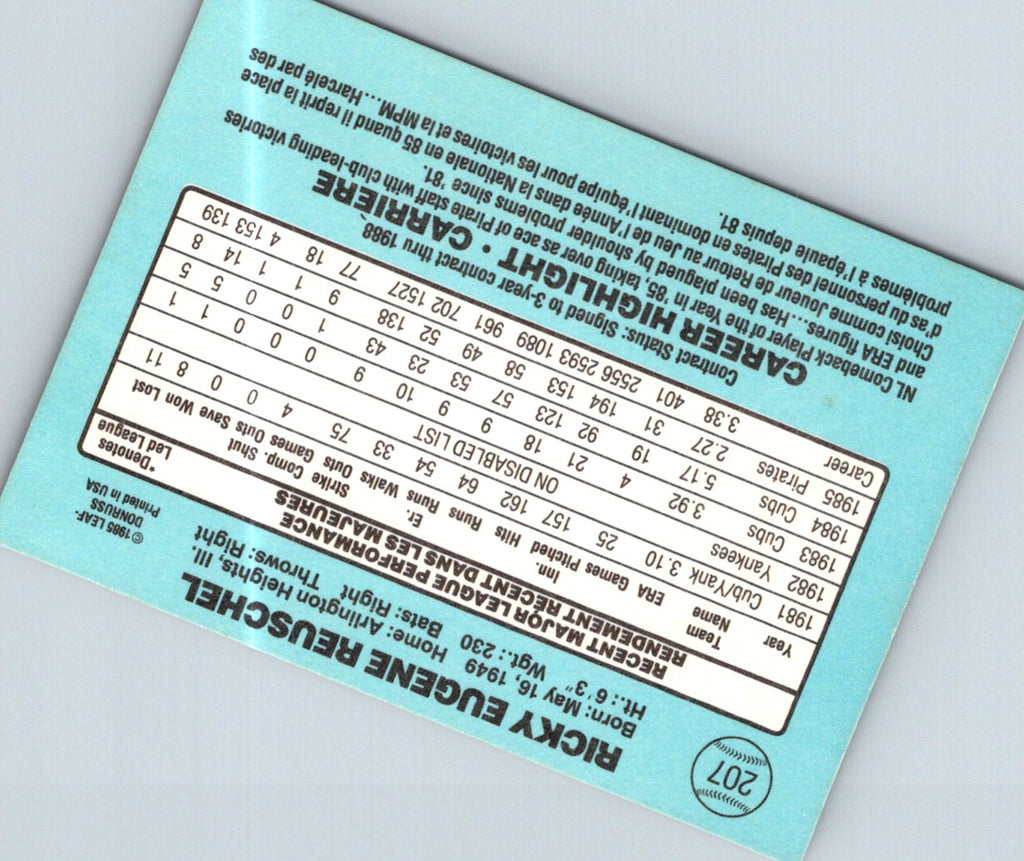 207
RICKY EUGENE REUSCHEL
Born: May 16, 1949 Home: Arlington Heights, Ill.
Ht.: 6'3" Wgt.: 230 Bats: Right Throws: Right
©1985 LEAF-
DONRUSS
Printed in USA
RECENT MAJOR LEAGUE PERFORMANCE
RENDEMENT RÉCENT DANS LES MAJEURES
*Denotes
Led League
Year Team Name ERA Games Inn. Pitched Hits Runs Er. Runs Walks Strike Outs Comp. Games Shut Outs Save Won Lost
1981 Cub/Yank 3.10 25 157 162 64 54 33 75 4 0 0 8 11
1982 Yankees ON DISABLED LIST
1983 Cubs 3.92 4 21 18 9 9 10 9 0 0 0 1 1
1984 Cubs 5.17 19 92 123 57 53 23 43 1 0 0 5 5
1985 Pirates 2.27 31 194 153 58 49 52 138 9 1 1 14 8
Career 3.38 401 2556 2593 1089 961 702 1527 77 18 4 153 139
Contract Status: Signed to 3-year contract thru 1988
CAREER HIGHLIGHT • CARRIÈRE
NL Comeback Player of the Year in '85, taking over as ace of Pirate staff with club-leading victories
and ERA figures...Has been plagued by shoulder problems since '81.
Choisi comme Joueur de Retour au Jeu de l'Année dans la Nationale en 85 quand il reprit la place
d'as du personnel des Pirates en dominant l'équipe pour les victoires et la MPM...Harcelé par des
problèmes à l'épaule depuis 81.